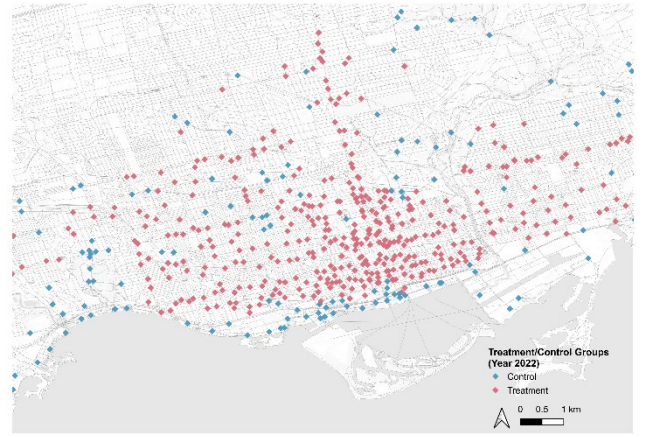 Treatment/Control Groups
(Year 2022)
Control
Treatment
0 0.5 1 km